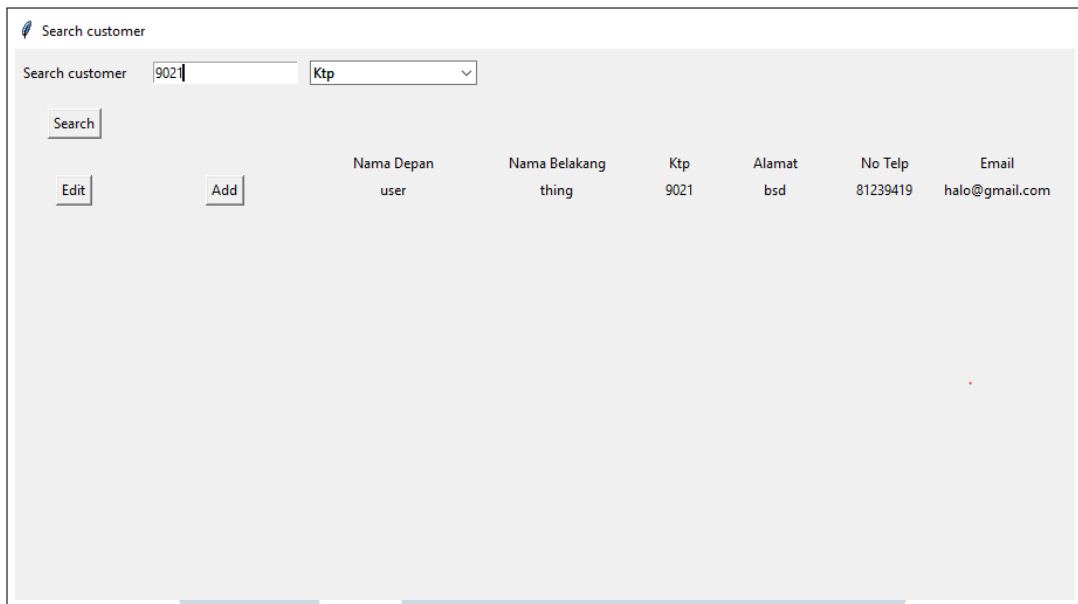 Search customer
Search customer 9021 Ktp
Search
Nama Depan Nama Belakang Ktp Alamat No Telp Email
Edit Add user thing 9021 bsd 81239419 halo@gmail.com